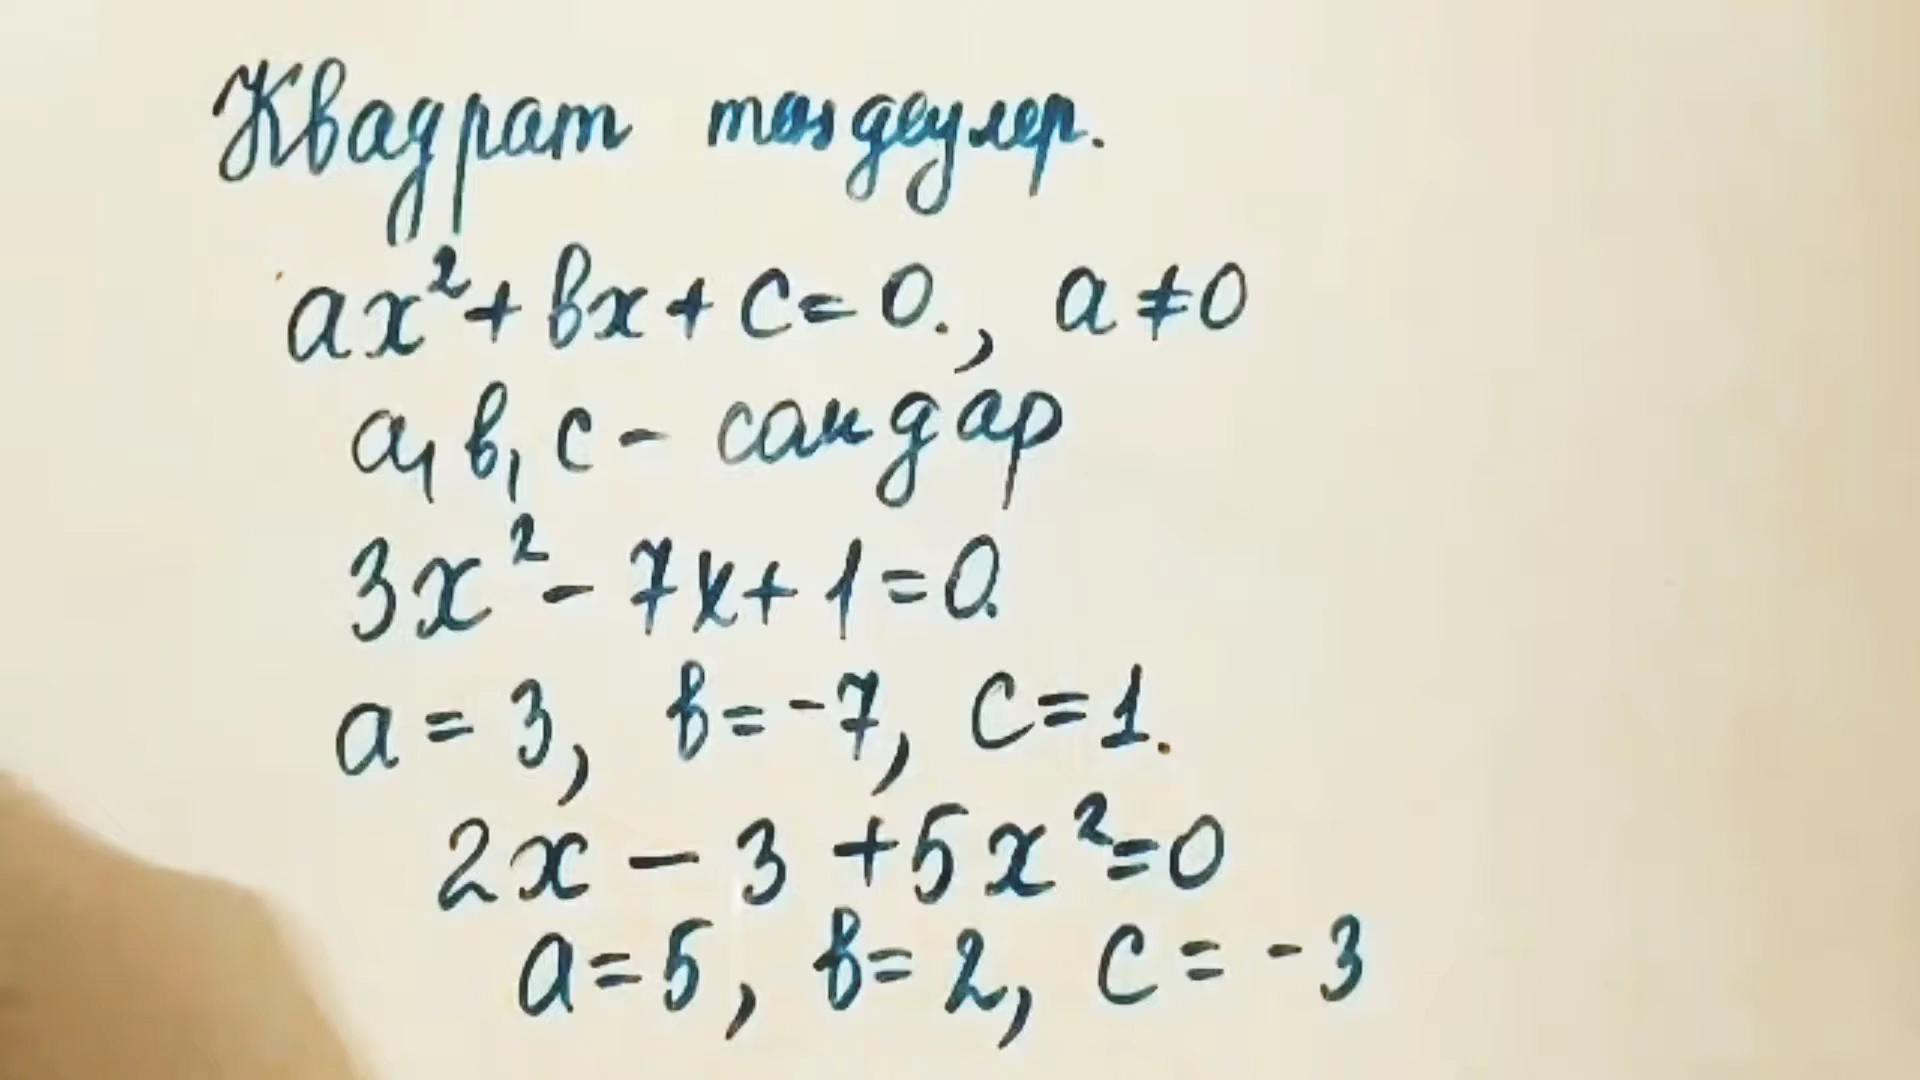 Квадрат теңдеулер.
ax² + bx + c = 0., a ≠ 0
a, b, c - сандар
3x² - 7x + 1 = 0.
a = 3, b = -7, c = 1.
2x - 3 + 5x² = 0
a = 5, b = 2, c = -3